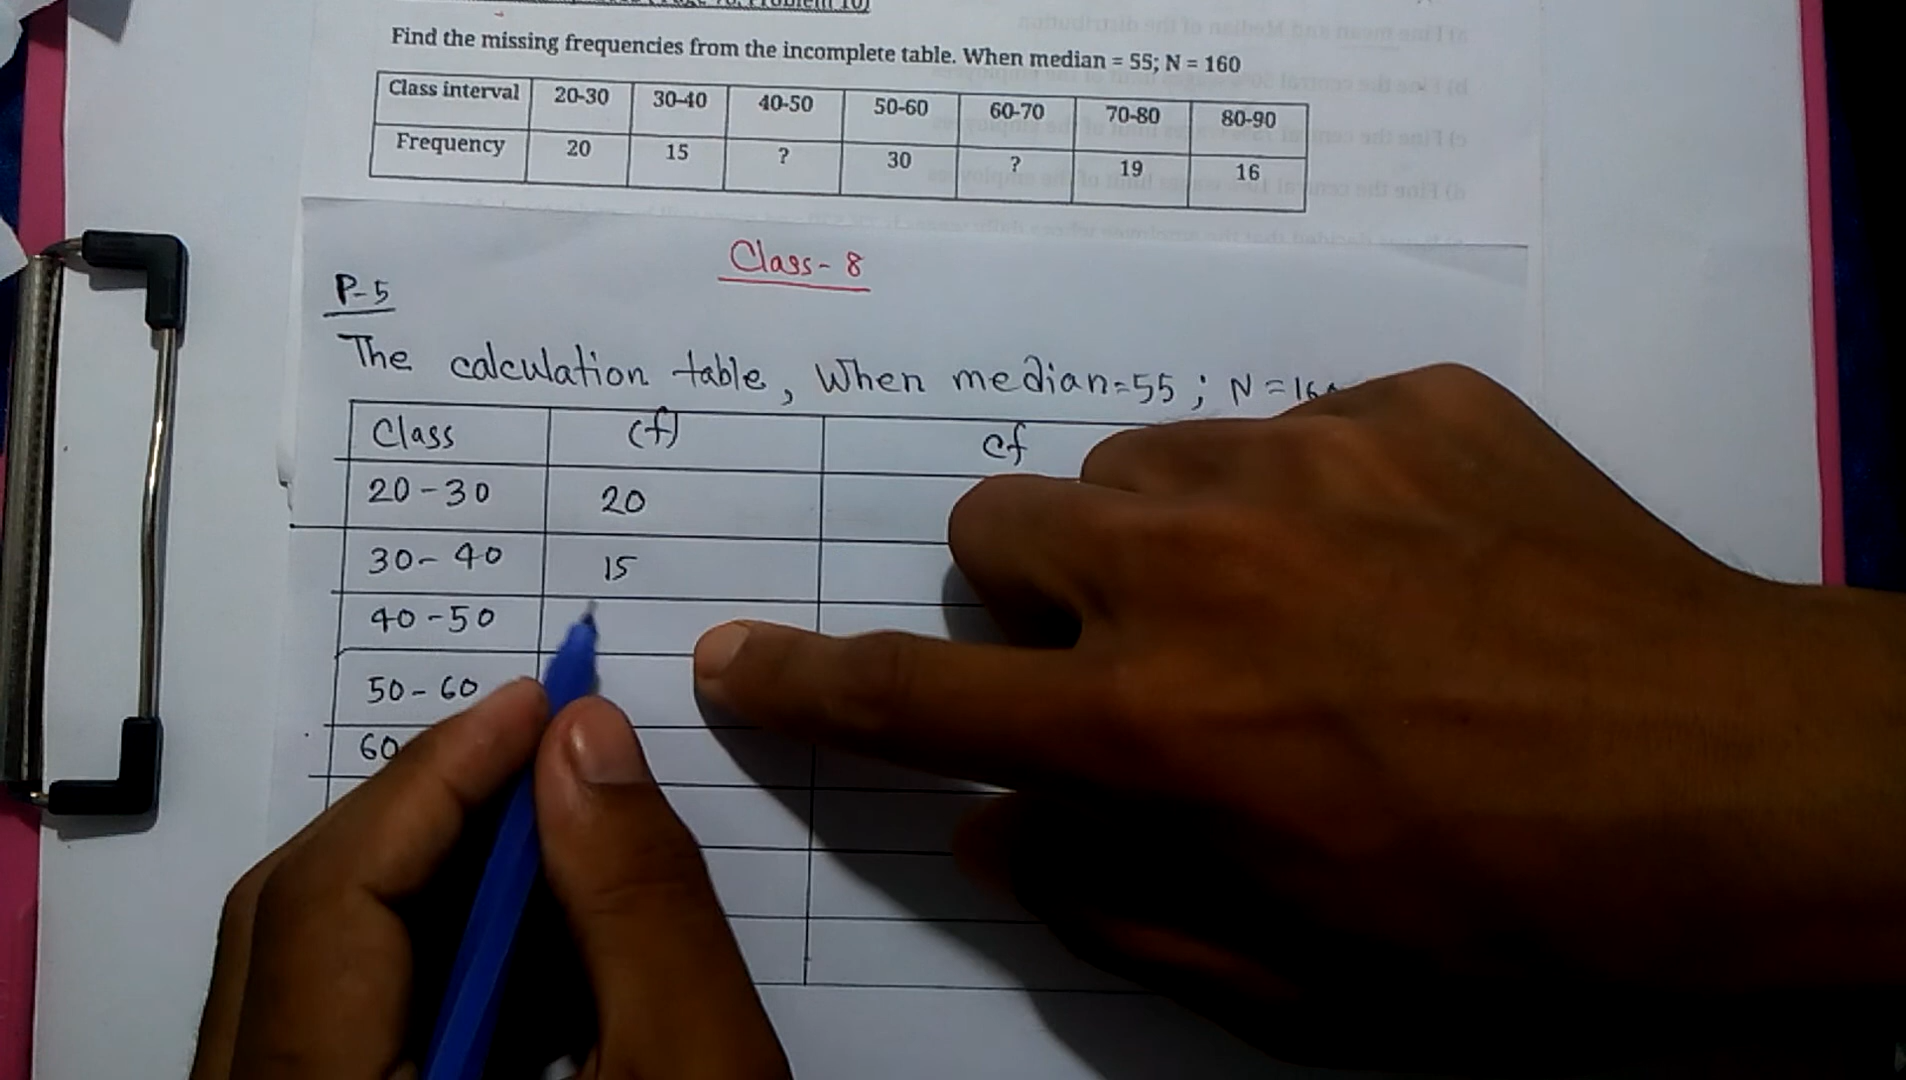 Find the missing frequencies from the incomplete table. When median = 55; N = 160
Class interval 20-30 30-40 40-50 50-60 60-70 70-80 80-90
Frequency 20 15 ? 30 ? 19 16
Class- 8
P-5
The calculation table, When median=55 ; N =
Class (f) cf
20-30 20
30-40 15
40-50
50-60
60